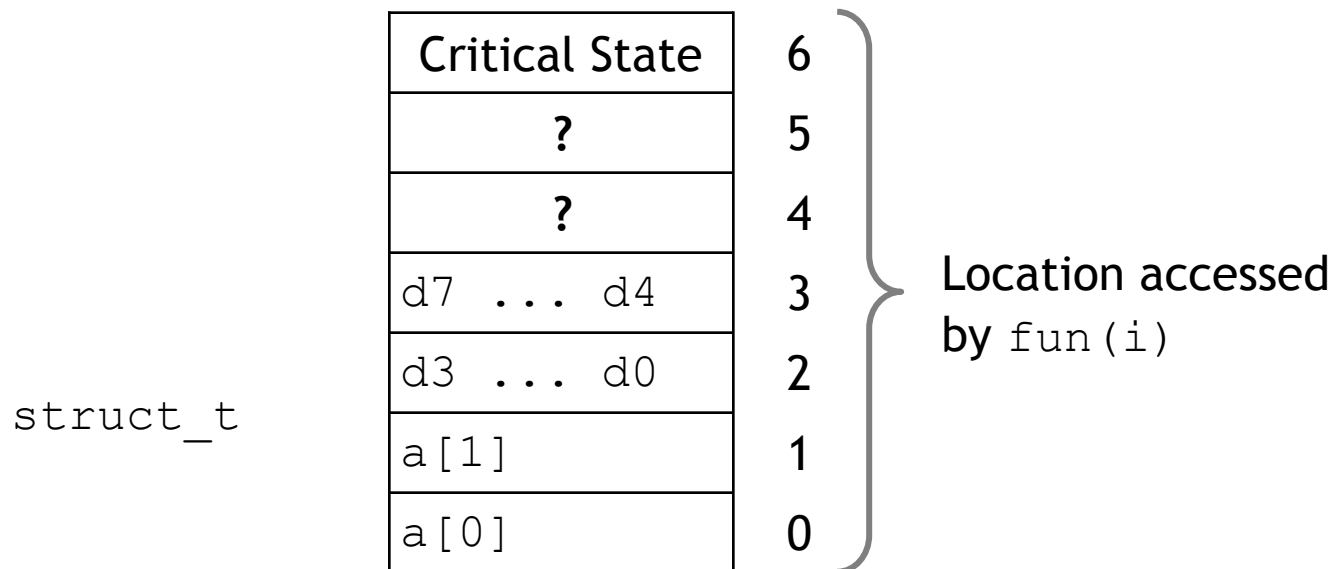 Critical State 6
? 5
? 4
d7 ... d4 3
d3 ... d0 2
a[1] 1
a[0] 0
struct_t
Location accessed
by fun(i)